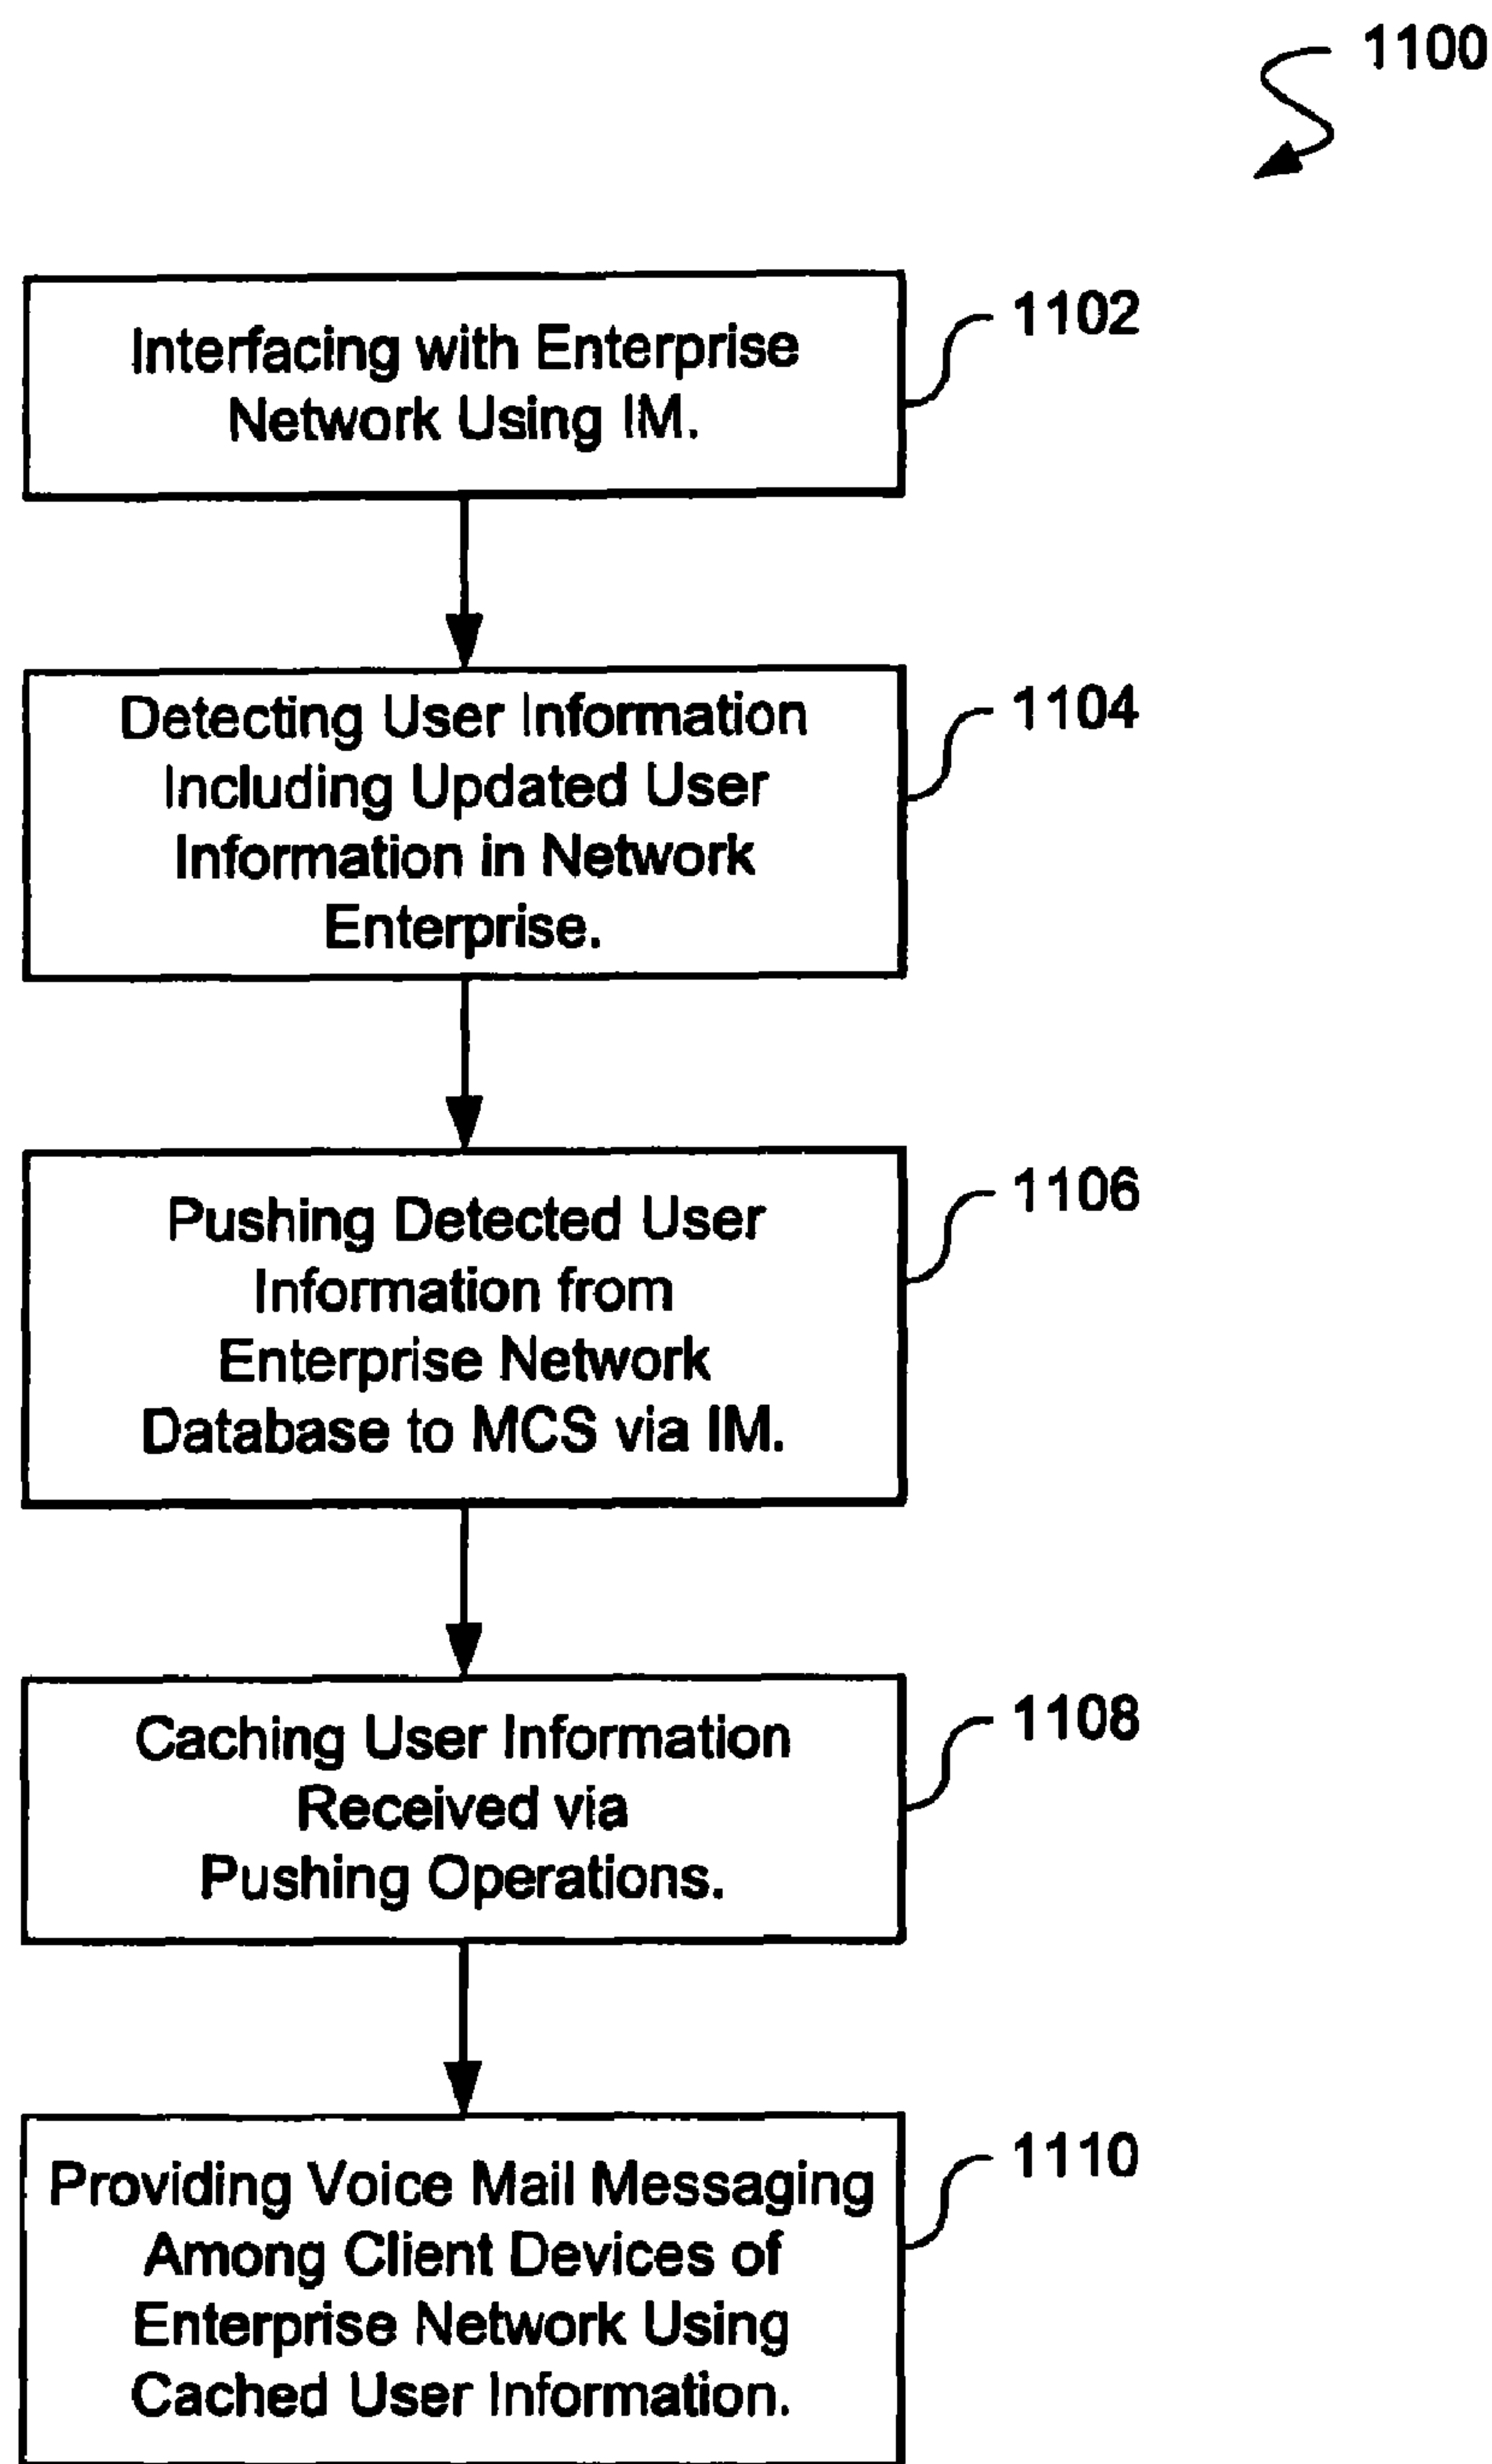 1100
Interfacing with Enterprise
Network Using IM.
1102
Detecting User Information
Including Updated User
Information in Network
Enterprise.
1104
Pushing Detected User
Information from
Enterprise Network
Database to MCS via IM.
1106
Caching User Information
Received via
Pushing Operations.
1108
Providing Voice Mail Messaging
Among Client Devices of
Enterprise Network Using
Cached User Information.
1110